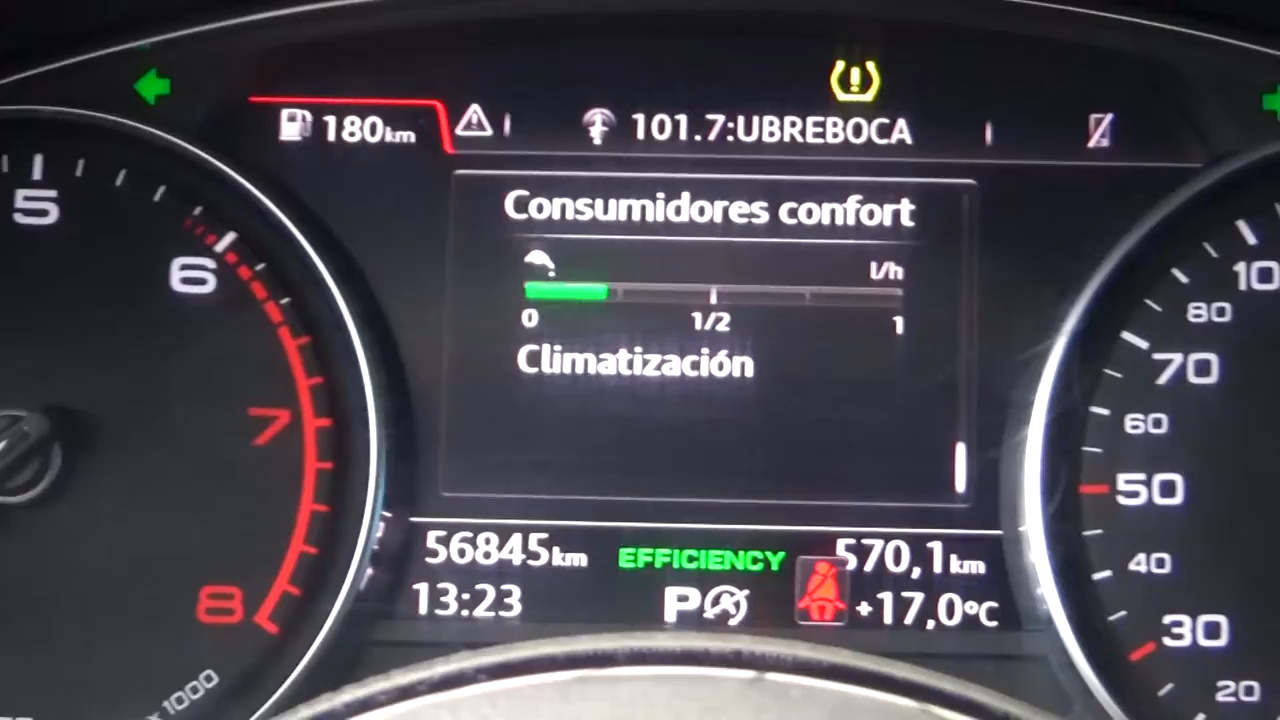 180km
101.7:UBREBOCA
Consumidores confort
l/h
0 1/2 1
Climatización
56845km EFFICIENCY 570,1km
13:23 P +17,0°C
5
6
7
8
x1000
10
80
70
60
50
40
30
20